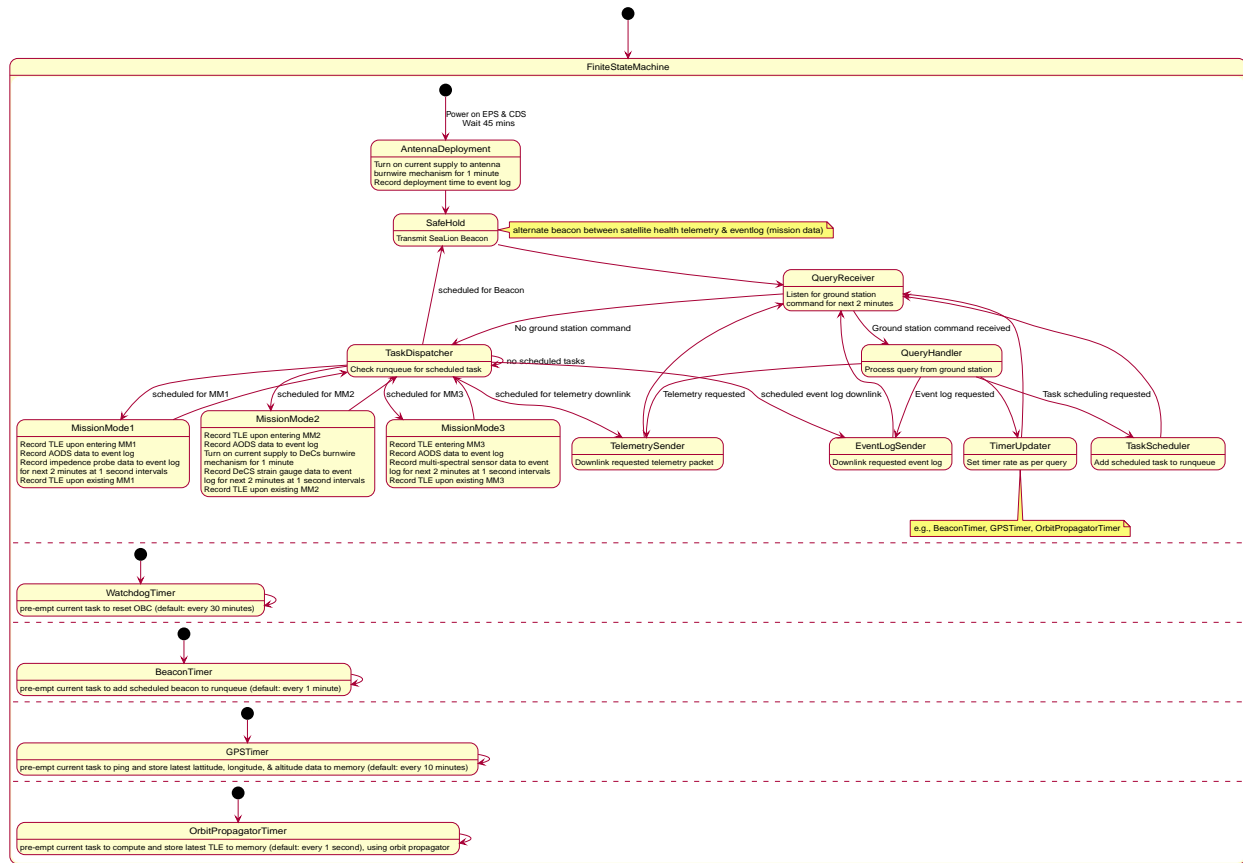 FiniteStateMachine
Power on EPS & CDS
Wait 45 mins
AntennaDeployment
Turn on current supply to antenna
burnwire mechanism for 1 minute
Record deployment time to event log
SafeHold
Transmit SeaLion Beacon
alternate beacon between satellite health telemetry & eventlog (mission data)
QueryReceiver
Listen for ground station
command for next 2 minutes
scheduled for Beacon
No ground station command
Ground station command received
TaskDispatcher
Check runqueue for scheduled task
no scheduled tasks
QueryHandler
Process query from ground station
scheduled for MM1
scheduled for MM2
scheduled for MM3
scheduled for telemetry downlink
Telemetry requested
scheduled event log downlink
Event log requested
Task scheduling requested
MissionMode1
Record TLE upon entering MM1
Record AODS data to event log
Record impedence probe data to event log
for next 2 minutes at 1 second intervals
Record TLE upon existing MM1
MissionMode2
Record TLE upon entering MM2
Record AODS data to event log
Turn on current supply to DeCs burnwire
mechanism for 1 minute
Record DeCS strain gauge data to event
log for next 2 minutes at 1 second intervals
Record TLE upon existing MM2
MissionMode3
Record TLE entering MM3
Record AODS data to event log
Record multi-spectral sensor data to event
log for next 2 minutes at 1 second intervals
Record TLE upon existing MM3
TelemetrySender
Downlink requested telemetry packet
EventLogSender
Downlink requested event log
TimerUpdater
Set timer rate as per query
TaskScheduler
Add scheduled task to runqueue
e.g., BeaconTimer, GPSTimer, OrbitPropagatorTimer
WatchdogTimer
pre-empt current task to reset OBC (default: every 30 minutes)
BeaconTimer
pre-empt current task to add scheduled beacon to runqueue (default: every 1 minute)
GPSTimer
pre-empt current task to ping and store latest lattitude, longitude, & altitude data to memory (default: every 10 minutes)
OrbitPropagatorTimer
pre-empt current task to compute and store latest TLE to memory (default: every 1 second), using orbit propagator